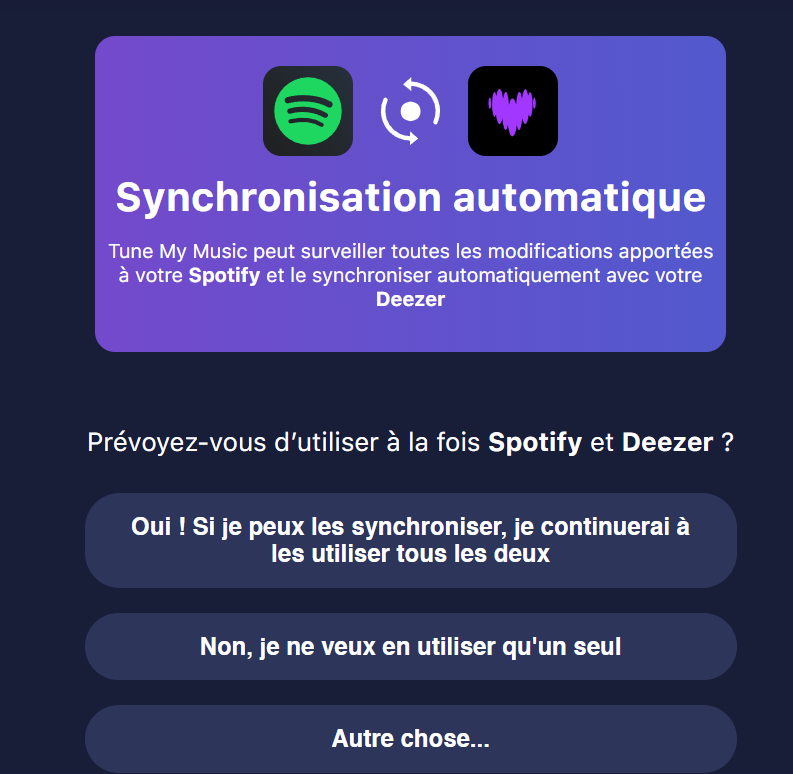 Synchronisation automatique
Tune My Music peut surveiller toutes les modifications apportées
à votre Spotify et le synchroniser automatiquement avec votre
Deezer
Prévoyez-vous d’utiliser à la fois Spotify et Deezer ?
Oui ! Si je peux les synchroniser, je continuerai à
les utiliser tous les deux
Non, je ne veux en utiliser qu'un seul
Autre chose...